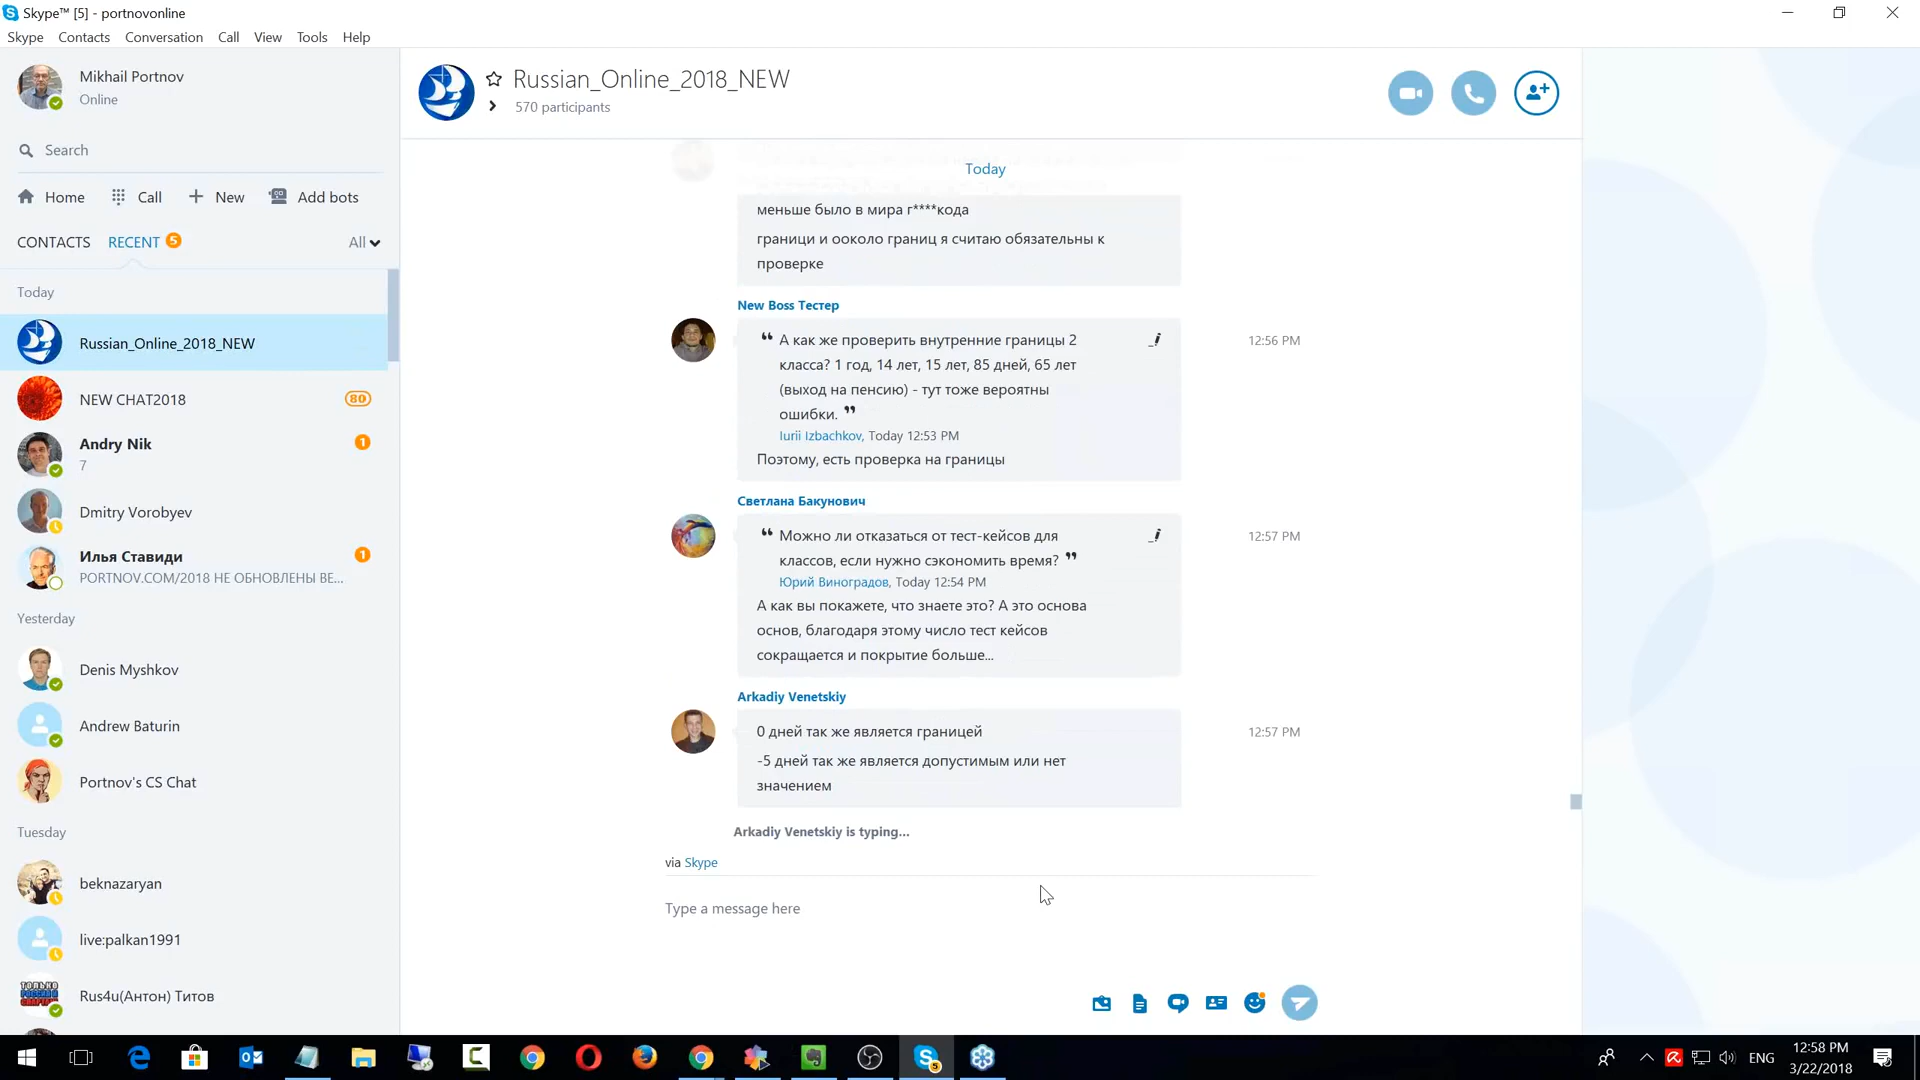 Skype™ [5] - portnovonline
Skype Contacts Conversation Call View Tools Help
Mikhail Portnov
Online
Search
Home Call New Add bots
CONTACTS RECENT 5 All
Today
Russian_Online_2018_NEW
NEW CHAT2018 80
Andry Nik 1
7
Dmitry Vorobyev
Илья Ставиди 1
PORTNOV.COM/2018 НЕ ОБНОВЛЕНЫ ВЕ...
Yesterday
Denis Myshkov
Andrew Baturin
Portnov's CS Chat
Tuesday
beknazaryan
live:palkan1991
Rus4u(Антон) Титов
Russian_Online_2018_NEW
570 participants
Today
меньше было в мира г****кода
граници и ооколо границ я считаю обязательны к
проверке
New Boss Тестер
❝ А как же проверить внутренние границы 2
класса? 1 год, 14 лет, 15 лет, 85 дней, 65 лет
(выход на пенсию) - тут тоже вероятны
ошибки. ❞
Iurii Izbachkov, Today 12:53 PM
Поэтому, есть проверка на границы
12:56 PM
Светлана Бакунович
❝ Можно ли отказаться от тест-кейсов для
классов, если нужно сэкономить время? ❞
Юрий Виноградов, Today 12:54 PM
А как вы покажете, что знаете это? А это основа
основ, благодаря этому число тест кейсов
сокращается и покрытие больше...
12:57 PM
Arkadiy Venetskiy
0 дней так же является границей
-5 дней так же является допустимым или нет
значением
12:57 PM
Arkadiy Venetskiy is typing...
via Skype
Type a message here
ENG
12:58 PM
3/22/2018